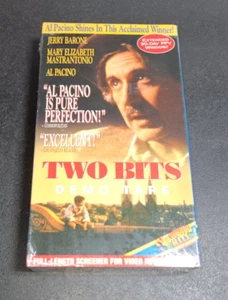 Al Pacino Shines In This Acclaimed Winner!
JERRY BARONE
MARY ELIZABETH
MASTRANTONIO
AL PACINO
EXTENDED
"AL PACINO
IS PURE
PERFECTION!"
"EXCELLENT!"
TWO BITS
DEMO TAPE
FULL-LENGTH SCREENER FOR VIDEO